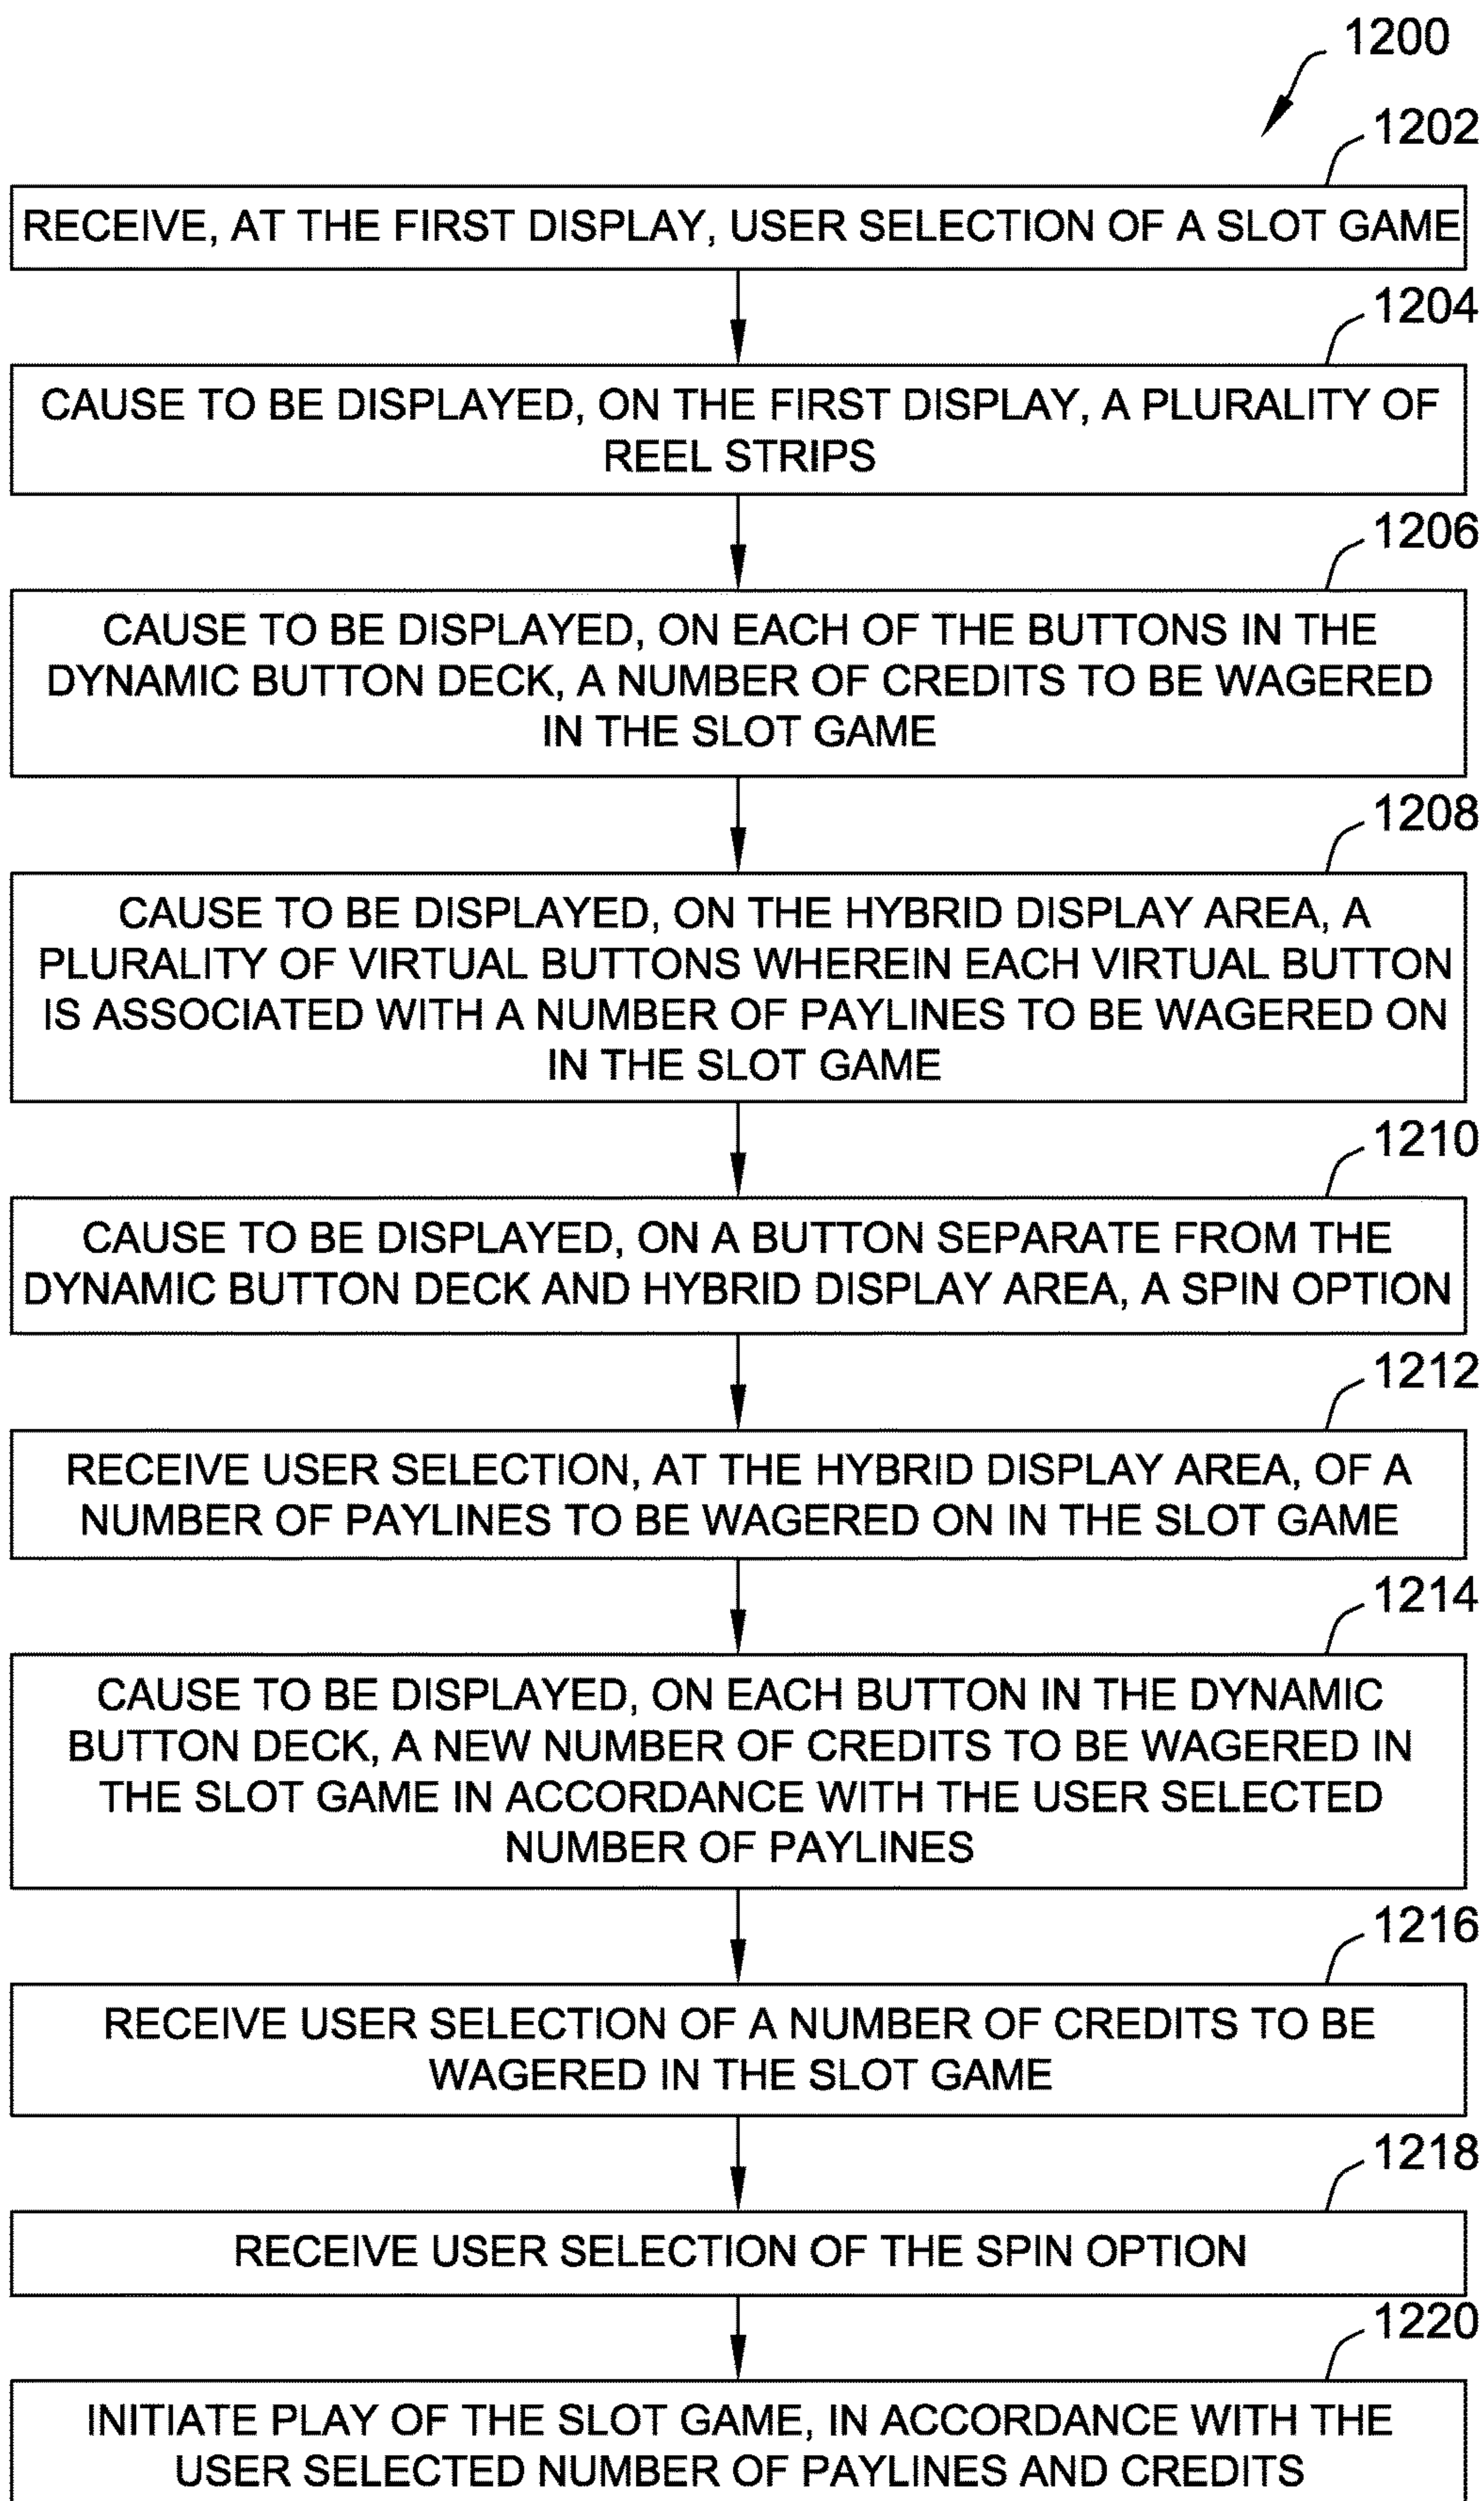 1200
1202
RECEIVE, AT THE FIRST DISPLAY, USER SELECTION OF A SLOT GAME
1204
CAUSE TO BE DISPLAYED, ON THE FIRST DISPLAY, A PLURALITY OF
REEL STRIPS
1206
CAUSE TO BE DISPLAYED, ON EACH OF THE BUTTONS IN THE
DYNAMIC BUTTON DECK, A NUMBER OF CREDITS TO BE WAGERED
IN THE SLOT GAME
1208
CAUSE TO BE DISPLAYED, ON THE HYBRID DISPLAY AREA, A
PLURALITY OF VIRTUAL BUTTONS WHEREIN EACH VIRTUAL BUTTON
IS ASSOCIATED WITH A NUMBER OF PAYLINES TO BE WAGERED ON
IN THE SLOT GAME
1210
CAUSE TO BE DISPLAYED, ON A BUTTON SEPARATE FROM THE
DYNAMIC BUTTON DECK AND HYBRID DISPLAY AREA, A SPIN OPTION
1212
RECEIVE USER SELECTION, AT THE HYBRID DISPLAY AREA, OF A
NUMBER OF PAYLINES TO BE WAGERED ON IN THE SLOT GAME
1214
CAUSE TO BE DISPLAYED, ON EACH BUTTON IN THE DYNAMIC
BUTTON DECK, A NEW NUMBER OF CREDITS TO BE WAGERED IN
THE SLOT GAME IN ACCORDANCE WITH THE USER SELECTED
NUMBER OF PAYLINES
1216
RECEIVE USER SELECTION OF A NUMBER OF CREDITS TO BE
WAGERED IN THE SLOT GAME
1218
RECEIVE USER SELECTION OF THE SPIN OPTION
1220
INITIATE PLAY OF THE SLOT GAME, IN ACCORDANCE WITH THE
USER SELECTED NUMBER OF PAYLINES AND CREDITS